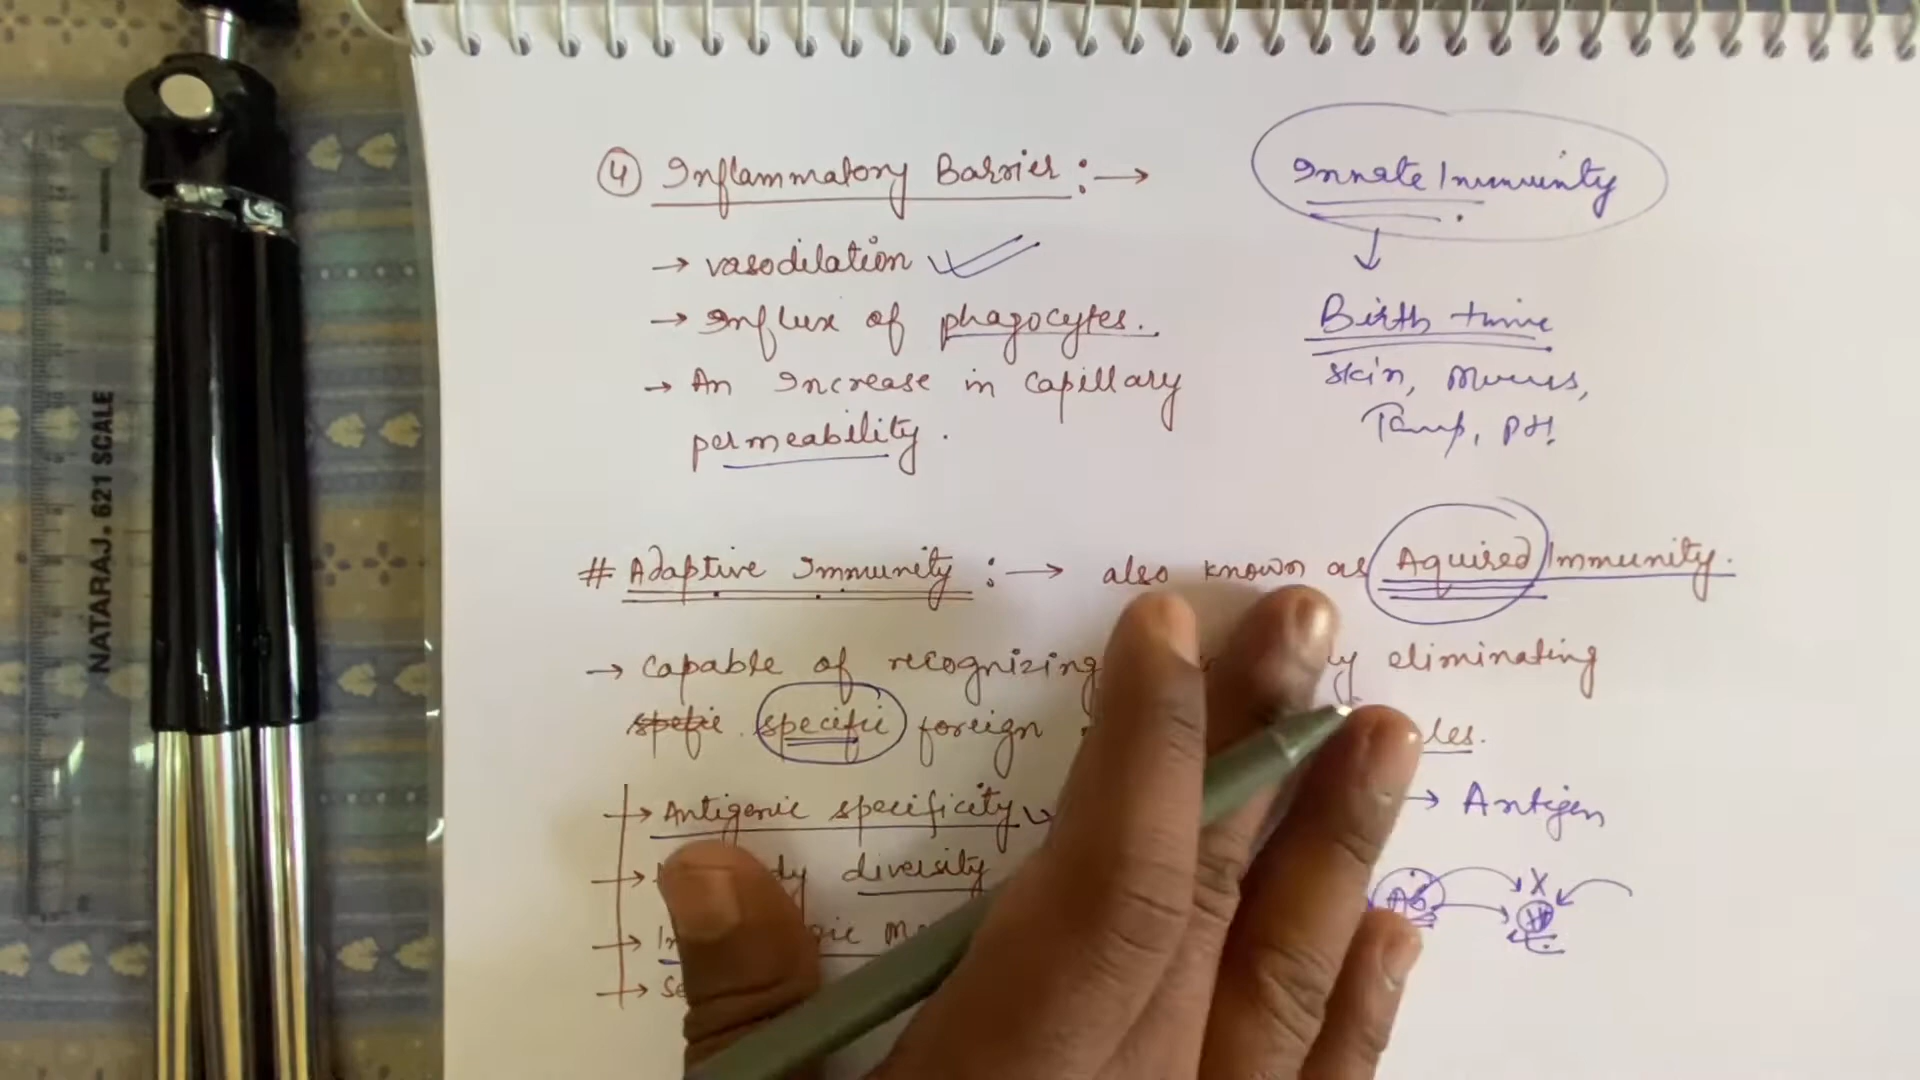 ④ Inflammatory Barrier :→
→ vasodilation
→ Influx of phagocytes.
→ An Increase in capillary
permeability.
Innate Immunity
Birth time
skin, Mucus,
Temp, PH.
# Adaptive Immunity :→ also known as Aquired Immunity.
→ capable of recognizing eliminating
spefic specific foreign
→ Antigenic specificity
→ diversity
→ Antigen
Ab
X
NATARAJ. 621 SCALE